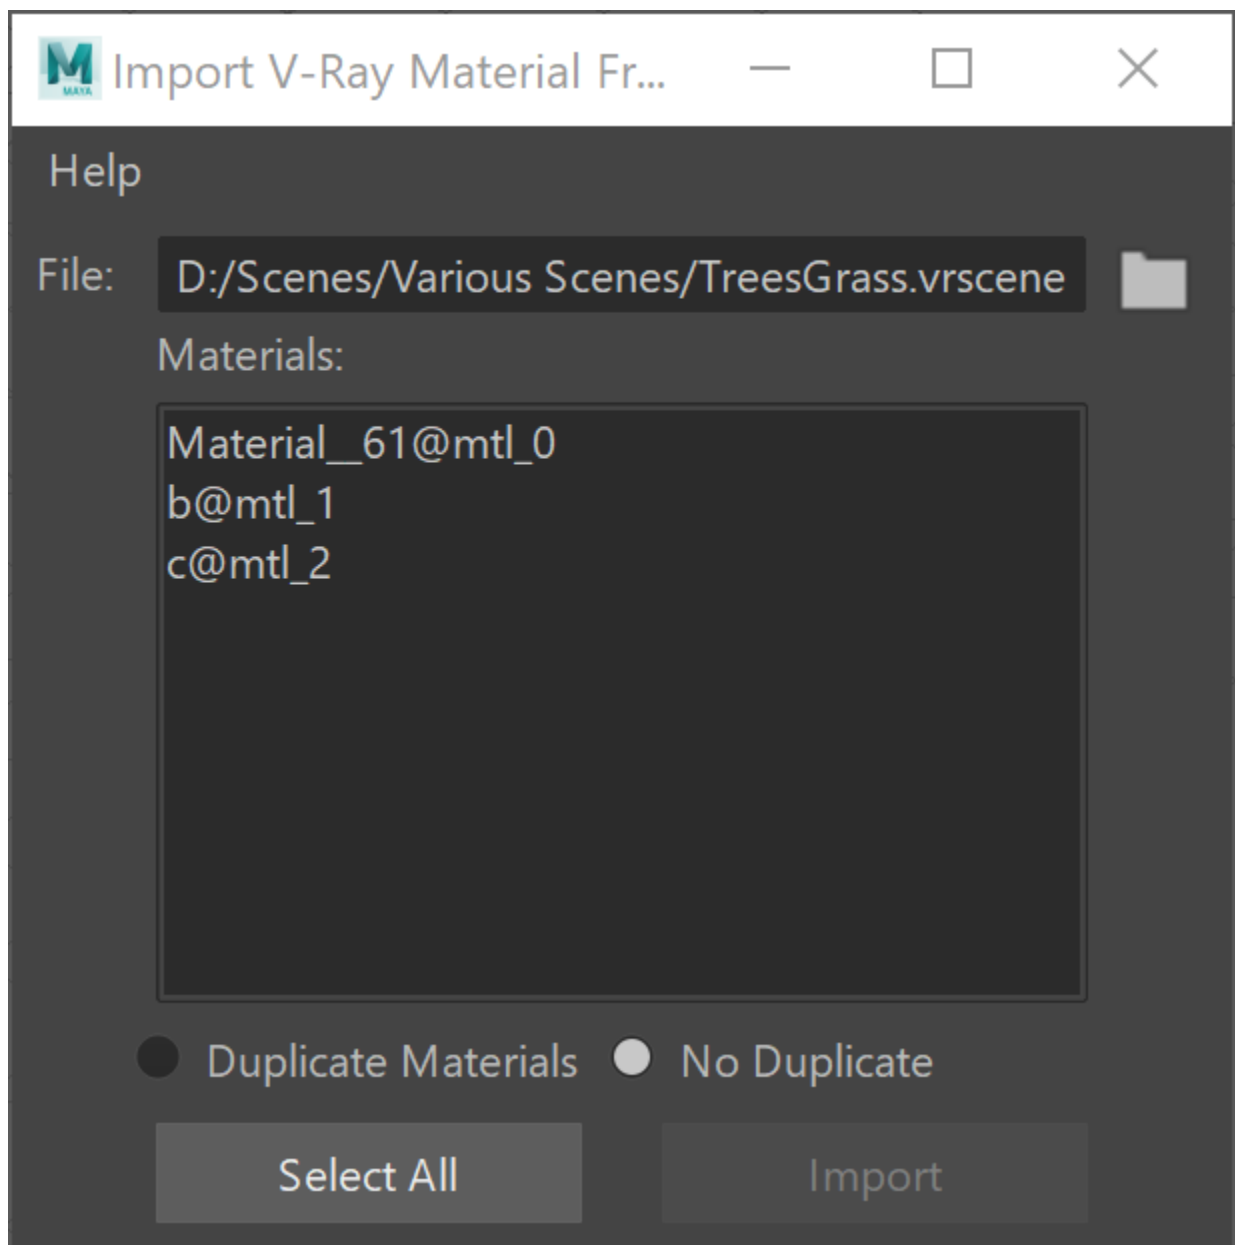 MAYA
Import V-Ray Material Fr...
Help
File: D:/Scenes/Various Scenes/TreesGrass.vrscene
Materials:
Material__61@mtl_0
b@mtl_1
c@mtl_2
Duplicate Materials No Duplicate
Select All Import